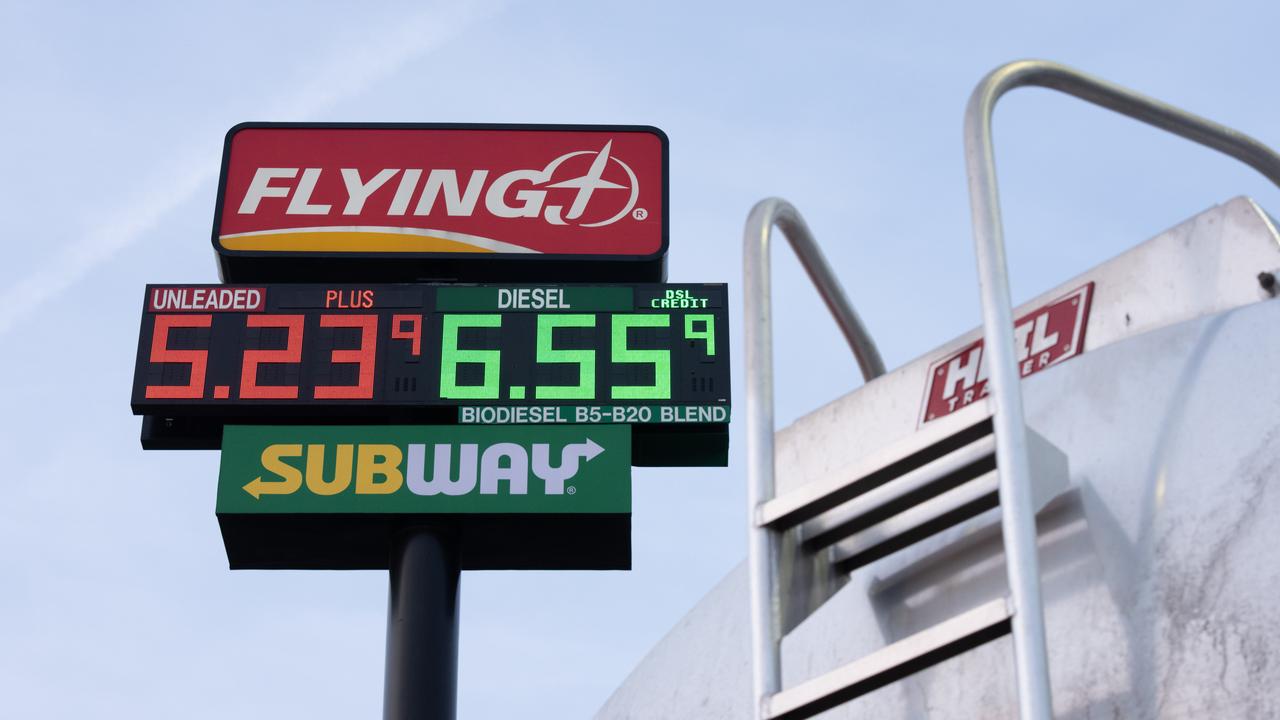 FLYING J ®
UNLEADED PLUS DIESEL DSL CREDIT
5.23 9 6.55 9
BIODIESEL B5-B20 BLEND
SUBWAY ®
HEIL
TRAILER